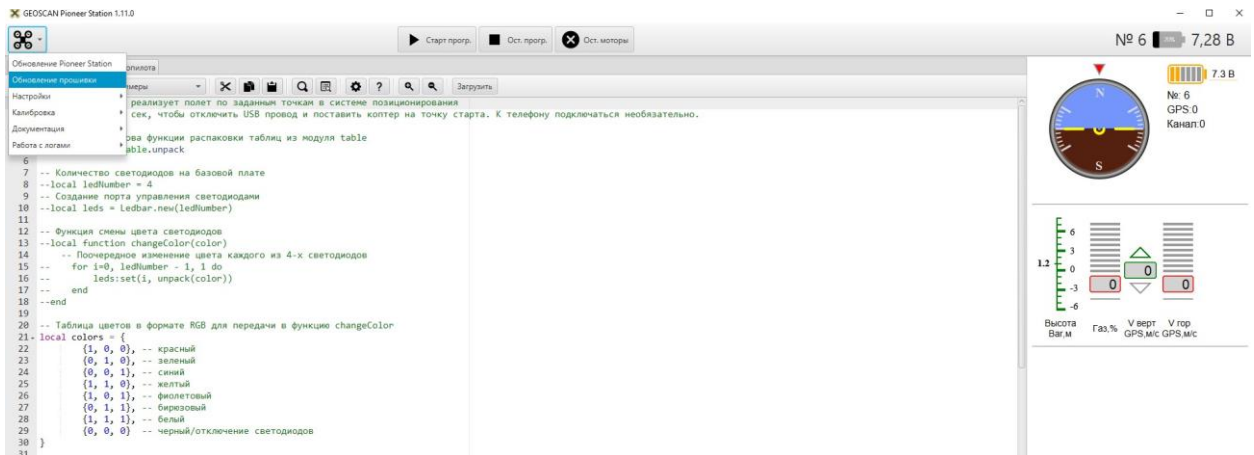 GEOSCAN Pioneer Station 1.11.0
Старт прогр. Ост. прогр. Ост. моторы
№ 6 7,28 В
Обновление Pioneer Station
опилота
Обновление прошивки
имеры
Загрузить
Настройки
Калибровка
Документация
Работа с логами
реализует полет по заданным точкам в системе позиционирования
сек, чтобы отключить USB провод и поставить коптер на точку старта. К телефону подключаться необязательно.
ова функции распаковки таблиц из модуля table
able.unpack
6
7 -- Количество светодиодов на базовой плате
8 --local ledNumber = 4
9 -- Создание порта управления светодиодами
10 --local leds = Ledbar.new(ledNumber)
11
12 -- Функция смены цвета светодиодов
13 --local function changeColor(color)
14 -- Поочередное изменение цвета каждого из 4-х светодиодов
15 -- for i=0, ledNumber - 1, 1 do
16 -- leds:set(i, unpack(color))
17 -- end
18 --end
19
20 -- Таблица цветов в формате RGB для передачи в функцию changeColor
21 local colors = {
22 {1, 0, 0}, -- красный
23 {0, 1, 0}, -- зеленый
24 {0, 0, 1}, -- синий
25 {1, 1, 0}, -- желтый
26 {1, 0, 1}, -- фиолетовый
27 {0, 1, 1}, -- бирюзовый
28 {1, 1, 1}, -- белый
29 {0, 0, 0} -- черный/отключение светодиодов
30 }
31
7.3 В
№: 6
GPS:0
Канал:0
N
S
6
3
1.2
0
-3
-6
0
0
0
Высота Bar,м
Газ,%
V верт GPS,м/с
V гор GPS,м/с